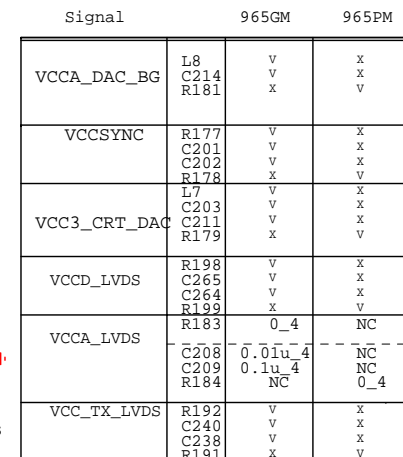 Signal 965GM 965PM
VCCA_DAC_BG L8 V X
C214 V X
R181 X V
VCCSYNC R177 V X
C201 V X
C202 V X
R178 X V
VCC3_CRT_DAC L7 V X
C203 V X
C211 V X
R179 X V
VCCD_LVDS R198 V X
C265 V X
C264 V X
R199 X V
VCCA_LVDS R183 0_4 NC
C208 0.01u_4 NC
C209 0.1u_4 NC
R184 NC 0_4
VCC_TX_LVDS R192 V X
C240 V X
C238 V X
R191 X V